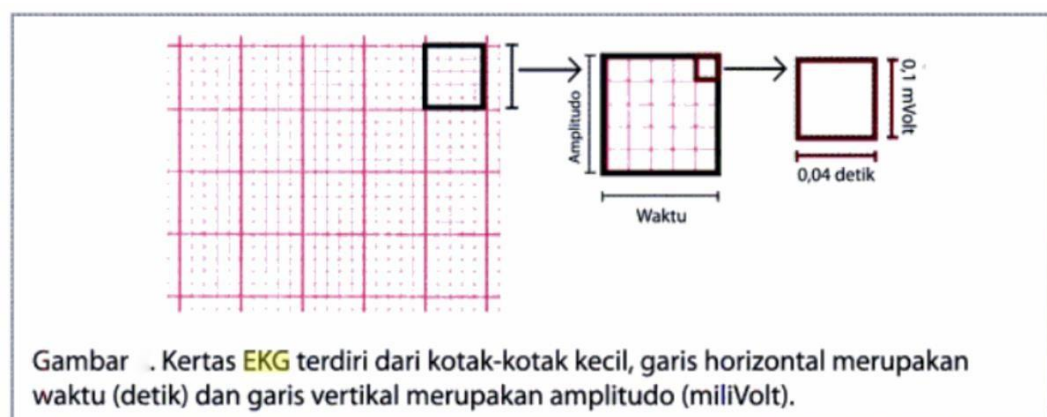 Amplitudo
Waktu
0,1 mVolt
0,04 detik
Gambar . Kertas EKG terdiri dari kotak-kotak kecil, garis horizontal merupakan
waktu (detik) dan garis vertikal merupakan amplitudo (miliVolt).